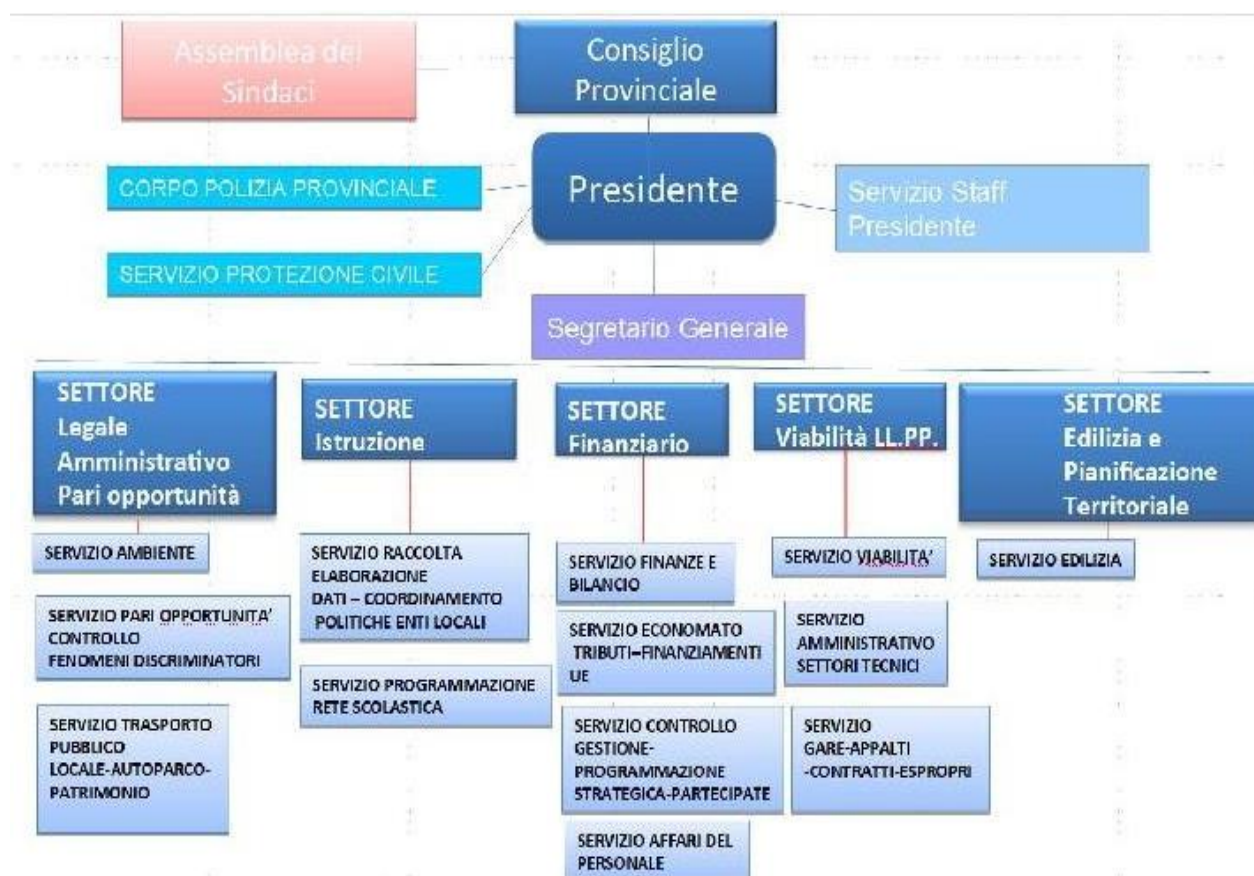 Assemblea dei
Sindaci
Consiglio
Provinciale
CORPO POLIZIA PROVINCIALE
Presidente
Servizio Staff
Presidente
SERVIZIO PROTEZIONE CIVILE
Segretario Generale
SETTORE
Legale
Amministrativo
Pari opportunità
SERVIZIO AMBIENTE
SERVIZIO PARI OPPORTUNITA'
CONTROLLO
FENOMENI DISCRIMINATORI
SERVIZIO TRASPORTO
PUBBLICO
LOCALE-AUTOPARCO-
PATRIMONIO
SETTORE
Istruzione
SERVIZIO RACCOLTA
ELABORAZIONE
DATI – COORDINAMENTO
POLITICHE ENTI LOCALI
SERVIZIO PROGRAMMAZIONE
RETE SCOLASTICA
SETTORE
Finanziario
SERVIZIO FINANZE E
BILANCIO
SERVIZIO ECONOMATO
TRIBUTI–FINANZIAMENTI
UE
SERVIZIO CONTROLLO
GESTIONE-
PROGRAMMAZIONE
STRATEGICA-PARTECIPATE
SERVIZIO AFFARI DEL
PERSONALE
SETTORE
Viabilità LL.PP.
SERVIZIO VIABILITA'
SERVIZIO
AMMINISTRATIVO
SETTORI TECNICI
SERVIZIO
GARE-APPALTI
-CONTRATTI-ESPROPRI
SETTORE
Edilizia e
Pianificazione
Territoriale
SERVIZIO EDILIZIA